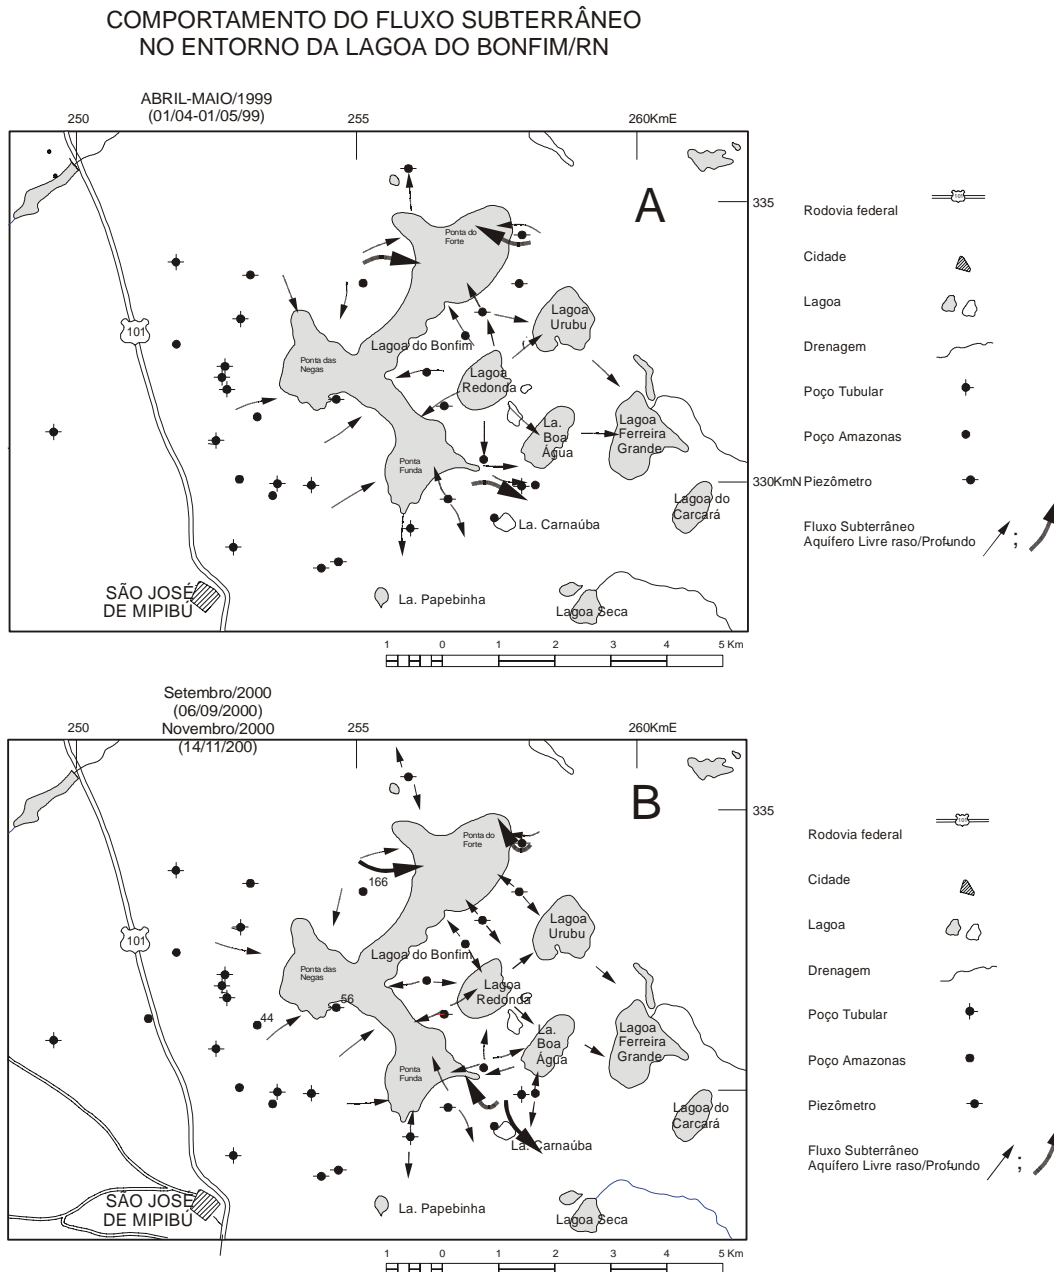 COMPORTAMENTO DO FLUXO SUBTERRÂNEO
NO ENTORNO DA LAGOA DO BONFIM/RN
ABRIL-MAIO/1999
(01/04-01/05/99)
250
255
260KmE
A
335
Ponta do
Forte
101
Lagoa
Urubu
Lagoa do Bonfim
Ponta das
Negas
Lagoa
Redonda
La.
Boa
Água
Lagoa
Ferreira
Grande
Ponta
Funda
330KmN
Lagoa do
Carcará
La. Carnaúba
SÃO JOSÉ
DE MIPIBÚ
La. Papebinha
Lagoa Seca
1 0 1 2 3 4 5 Km
Rodovia federal
101
Cidade
Lagoa
Drenagem
Poço Tubular
Poço Amazonas
Piezômetro
Fluxo Subterrâneo
Aquífero Livre raso/Profundo ;
Setembro/2000
(06/09/2000)
Novembro/2000
(14/11/200)
250
255
260KmE
B
335
Ponta do
Forte
166
101
Lagoa
Urubu
Lagoa do Bonfim
Ponta das
Negas
Lagoa
Redonda
56
44
La.
Boa
Água
Lagoa
Ferreira
Grande
Ponta
Funda
Lagoa do
Carcará
La. Carnaúba
SÃO JOSÉ
DE MIPIBÚ
La. Papebinha
Lagoa Seca
1 0 1 2 3 4 5 Km
Rodovia federal
101
Cidade
Lagoa
Drenagem
Poço Tubular
Poço Amazonas
Piezômetro
Fluxo Subterrâneo
Aquífero Livre raso/Profundo ;